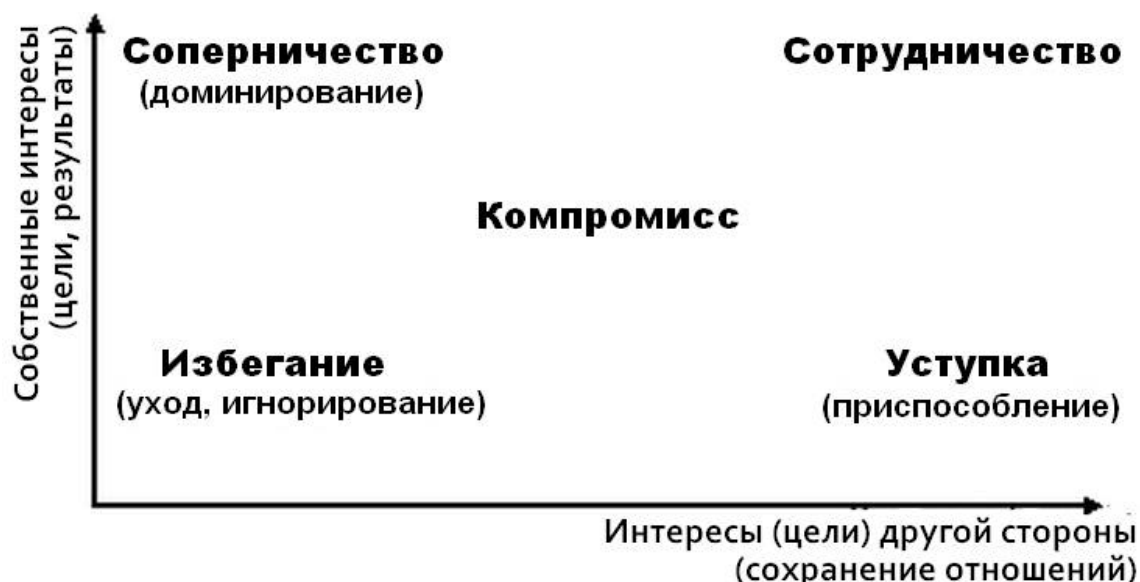 Собственные интересы
(цели, результаты)
Соперничество
(доминирование)
Сотрудничество
Компромисс
Избегание
(уход, игнорирование)
Уступка
(приспособление)
Интересы (цели) другой стороны
(сохранение отношений)